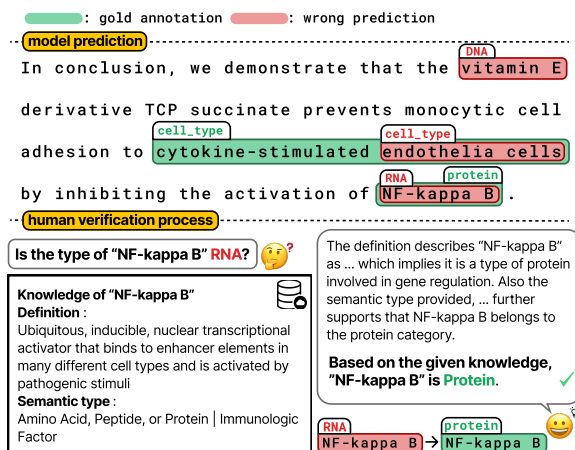 : gold annotation : wrong prediction
model prediction
DNA
In conclusion, we demonstrate that the vitamin E
derivative TCP succinate prevents monocytic cell
cell_type cell_type
adhesion to cytokine-stimulated endothelia cells
RNA protein
by inhibiting the activation of NF-kappa B .
human verification process
Is the type of “NF-kappa B” RNA? ?
Knowledge of “NF-kappa B”
Definition :
Ubiquitous, inducible, nuclear transcriptional
activator that binds to enhancer elements in
many different cell types and is activated by
pathogenic stimuli
Semantic type :
Amino Acid, Peptide, or Protein | Immunologic
Factor
The definition describes “NF-kappa B”
as ... which implies it is a type of protein
involved in gene regulation. Also the
semantic type provided, ... further
supports that NF-kappa B belongs to
the protein category.
Based on the given knowledge,
”NF-kappa B” is Protein.
RNA protein
NF-kappa B → NF-kappa B